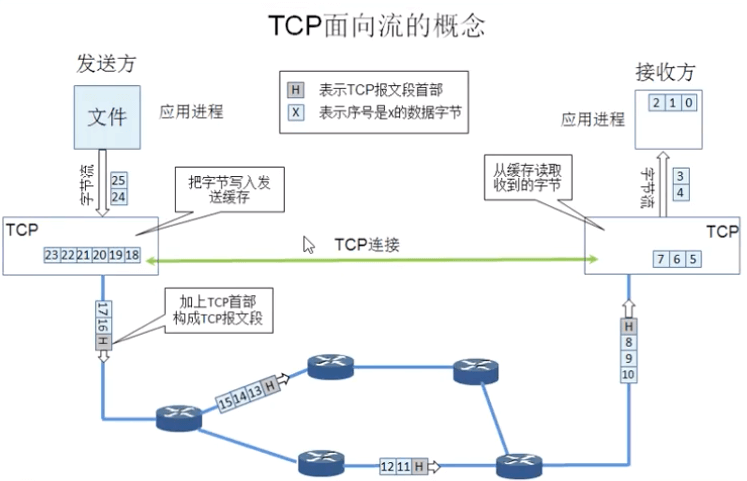 TCP面向流的概念
发送方
接收方
H 表示TCP报文段首部
X 表示序号是x的数据字节
文件
应用进程
2 1 0
应用进程
字节流
25
24
把字节写入发
送缓存
从缓存读取
收到的字节
字节流
3
4
TCP
23 22 21 20 19 18
TCP连接
TCP
7 6 5
17 16 H
加上TCP首部
构成TCP报文段
H
8
9
10
15 14 13 H
12 11 H